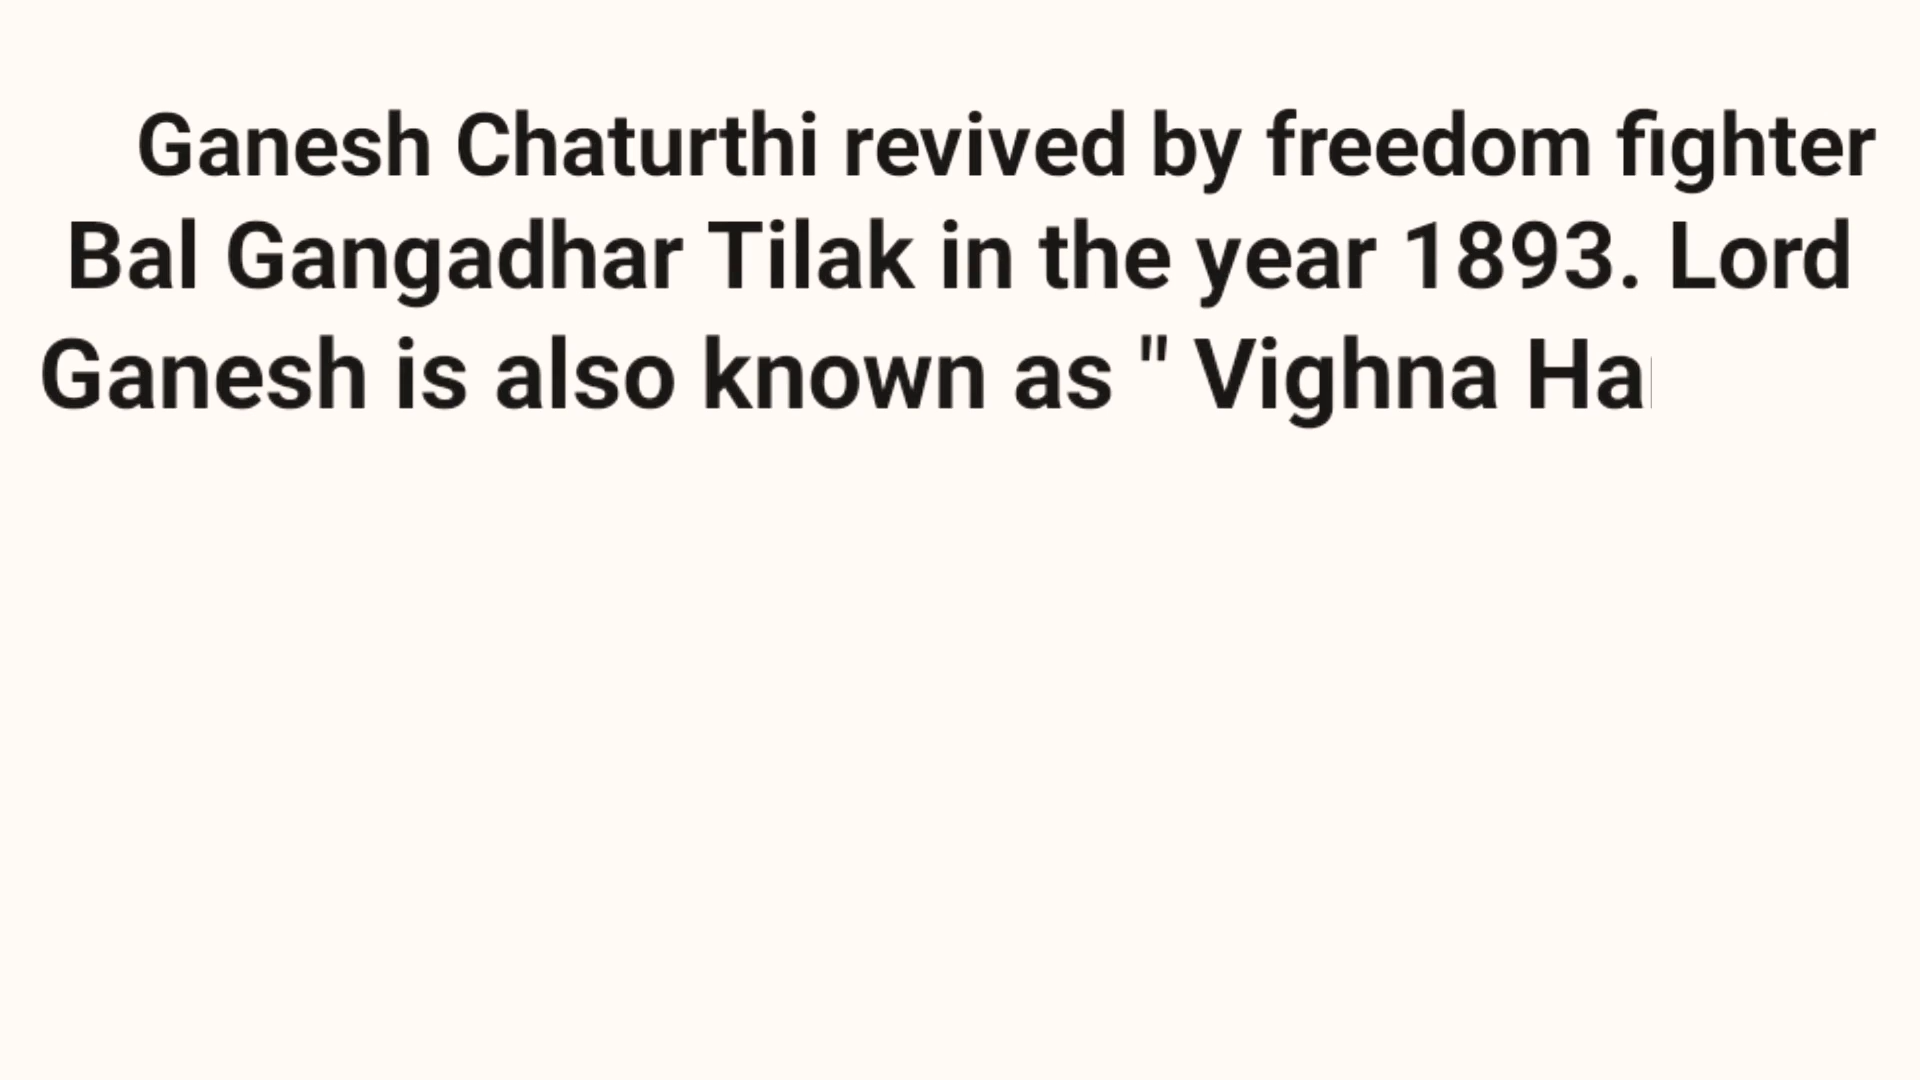 Ganesh Chaturthi revived by freedom fighter
Bal Gangadhar Tilak in the year 1893. Lord
Ganesh is also known as " Vighna Ha